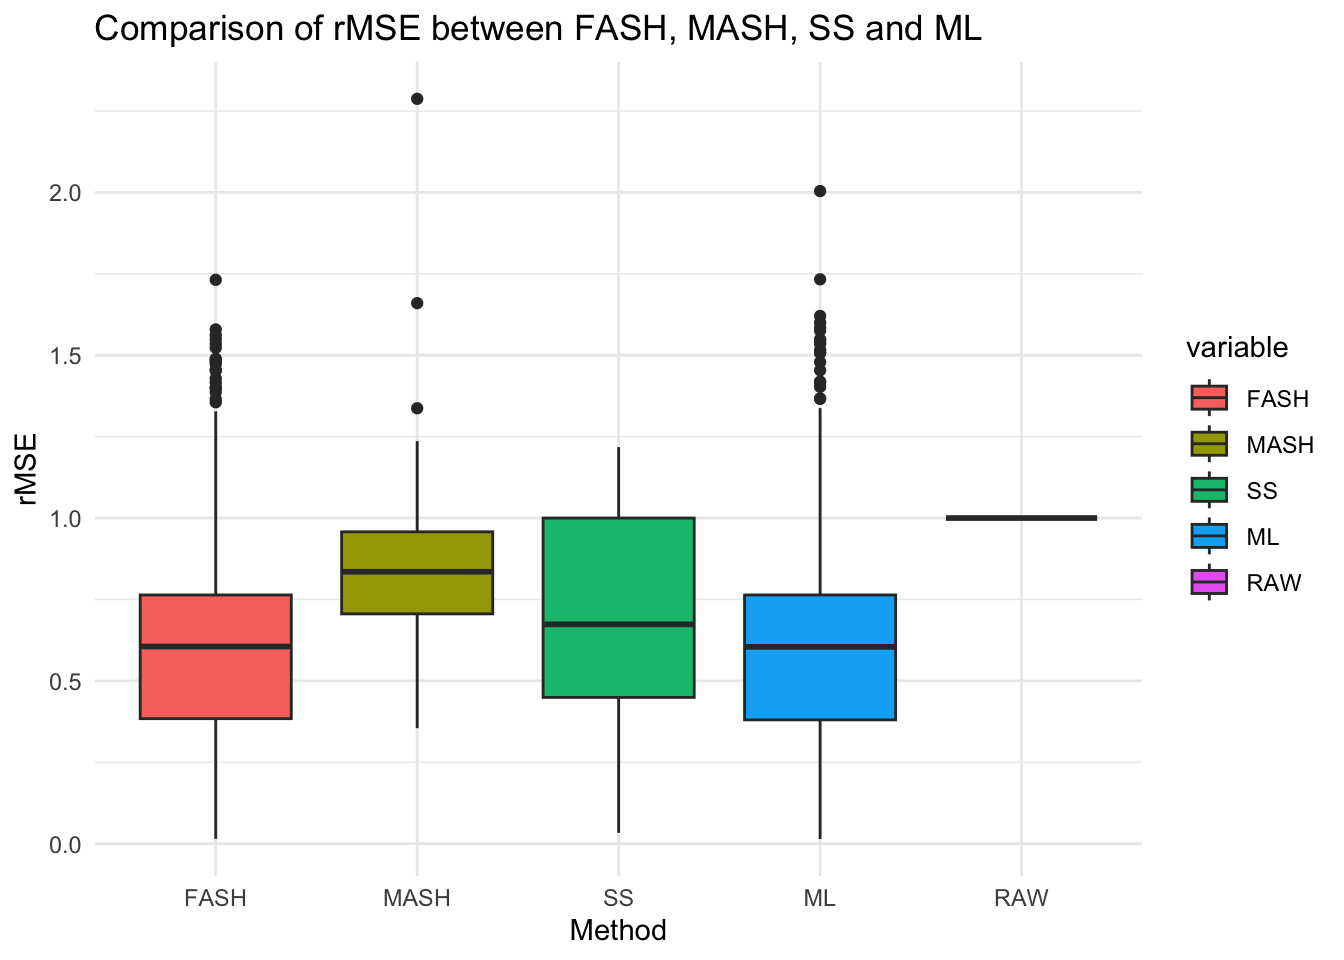 Comparison of rMSE between FASH, MASH, SS and ML
rMSE
2.0
1.5
1.0
0.5
0.0
FASH MASH SS ML RAW
Method
variable
FASH
MASH
SS
ML
RAW